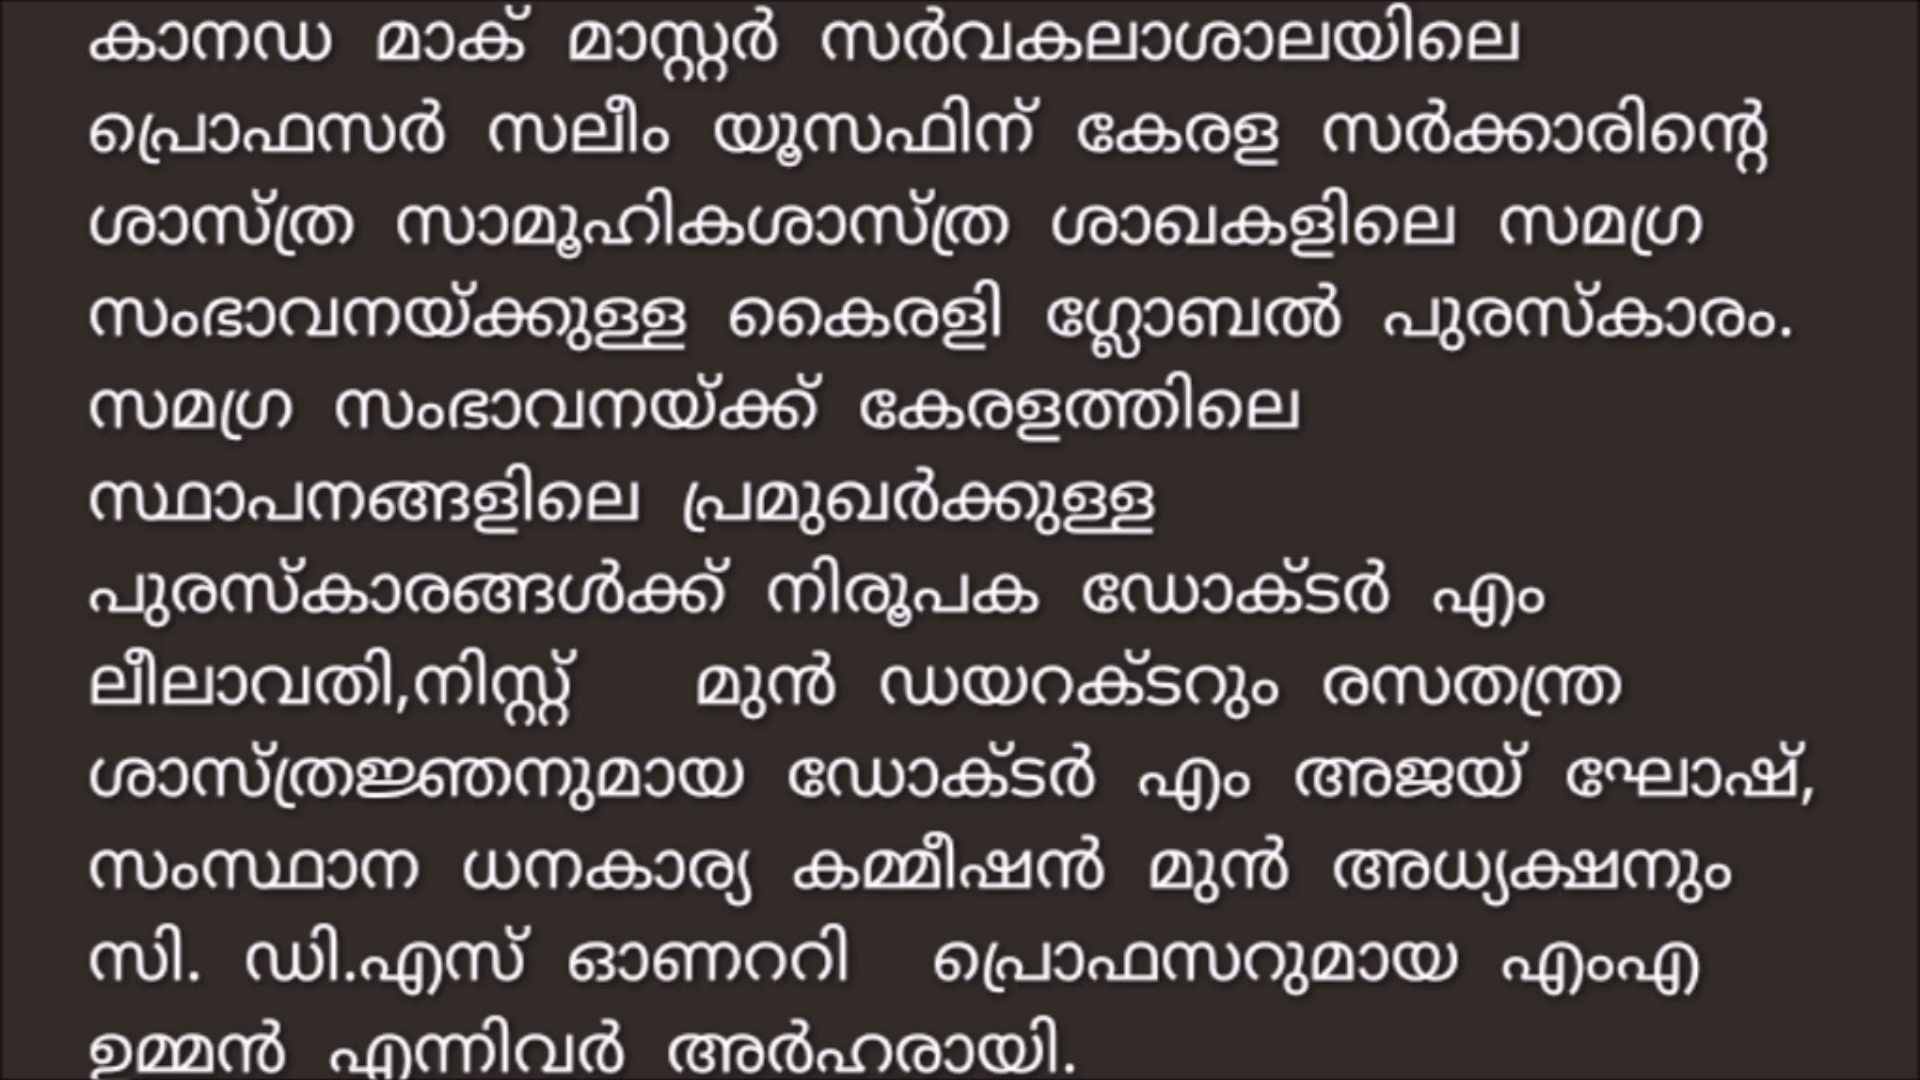 കാനഡ മാക് മാസ്റ്റർ സർവകലാശാലയിലെ
പ്രൊഫസർ സലീം യൂസഫിന് കേരള സർക്കാരിന്റെ
ശാസ്ത്ര സാമൂഹികശാസ്ത്ര ശാഖകളിലെ സമഗ്ര
സംഭാവനയ്ക്കുള്ള കൈരളി ഗ്ലോബൽ പുരസ്കാരം.
സമഗ്ര സംഭാവനയ്ക്ക് കേരളത്തിലെ
സ്ഥാപനങ്ങളിലെ പ്രമുഖർക്കുള്ള
പുരസ്കാരങ്ങൾക്ക് നിരൂപക ഡോക്ടർ എം
ലീലാവതി,നിസ്റ്റ് മുൻ ഡയറക്ടറും രസതന്ത്ര
ശാസ്ത്രജ്ഞനുമായ ഡോക്ടർ എം അജയ് ഘോഷ്,
സംസ്ഥാന ധനകാര്യ കമ്മീഷൻ മുൻ അധ്യക്ഷനും
സി. ഡി.എസ് ഓണററി പ്രൊഫസറുമായ എംഎ
ഉമ്മൻ എന്നിവർ അർഹരായി.